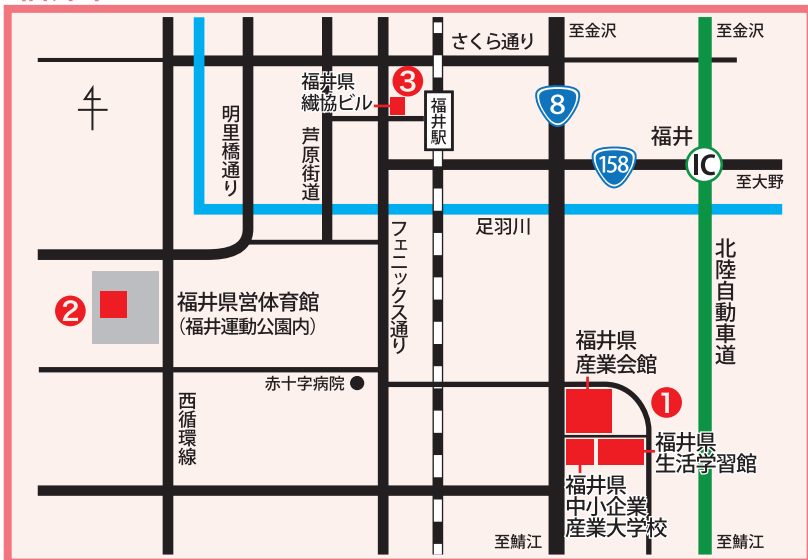 さくら通り
至金沢
至金沢
福井県
繊協ビル
3
福井駅
8
福井
明里橋通り
芦原街道
158
IC
至大野
足羽川
フェニックス通り
北陸自動車道
2
福井県営体育館
（福井運動公園内）
福井県
産業会館
赤十字病院
1
西循環線
福井県
生活学習館
福井県
中小企業
産業大学校
至鯖江
至鯖江